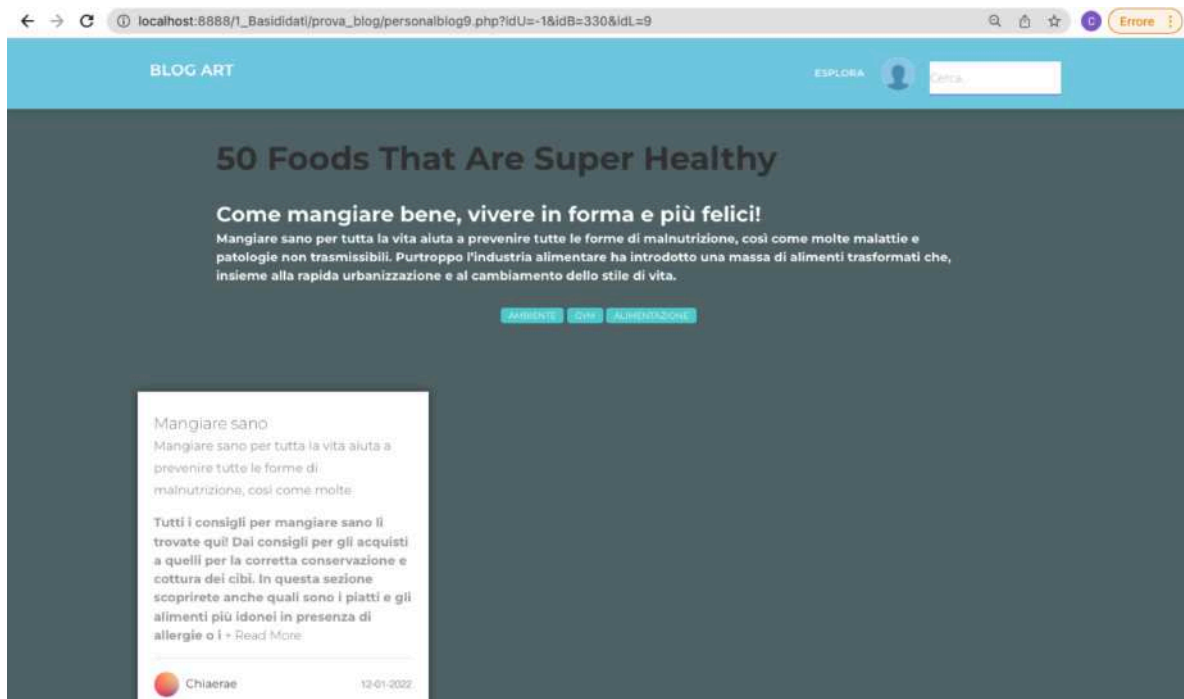 localhost:8888/1_Basididati/prova_blog/personalblog9.php?idU=-1&idB=330&idL=9
C
Errore
BLOG ART
ESPLORA
Cerca...
50 Foods That Are Super Healthy
Come mangiare bene, vivere in forma e più felici!
Mangiare sano per tutta la vita aiuta a prevenire tutte le forme di malnutrizione, così come molte malattie e
patologie non trasmissibili. Purtroppo l'industria alimentare ha introdotto una massa di alimenti trasformati che,
insieme alla rapida urbanizzazione e al cambiamento dello stile di vita.
AMBIENTE GYM ALIMENTAZIONE
Mangiare sano
Mangiare sano per tutta la vita aiuta a
prevenire tutte le forme di
malnutrizione, così come molte
Tutti i consigli per mangiare sano li
trovate qui! Dai consigli per gli acquisti
a quelli per la corretta conservazione e
cottura dei cibi. In questa sezione
scoprirete anche quali sono i piatti e gli
alimenti più idonei in presenza di
allergie o i + Read More
Chiaerae 12-01-2022